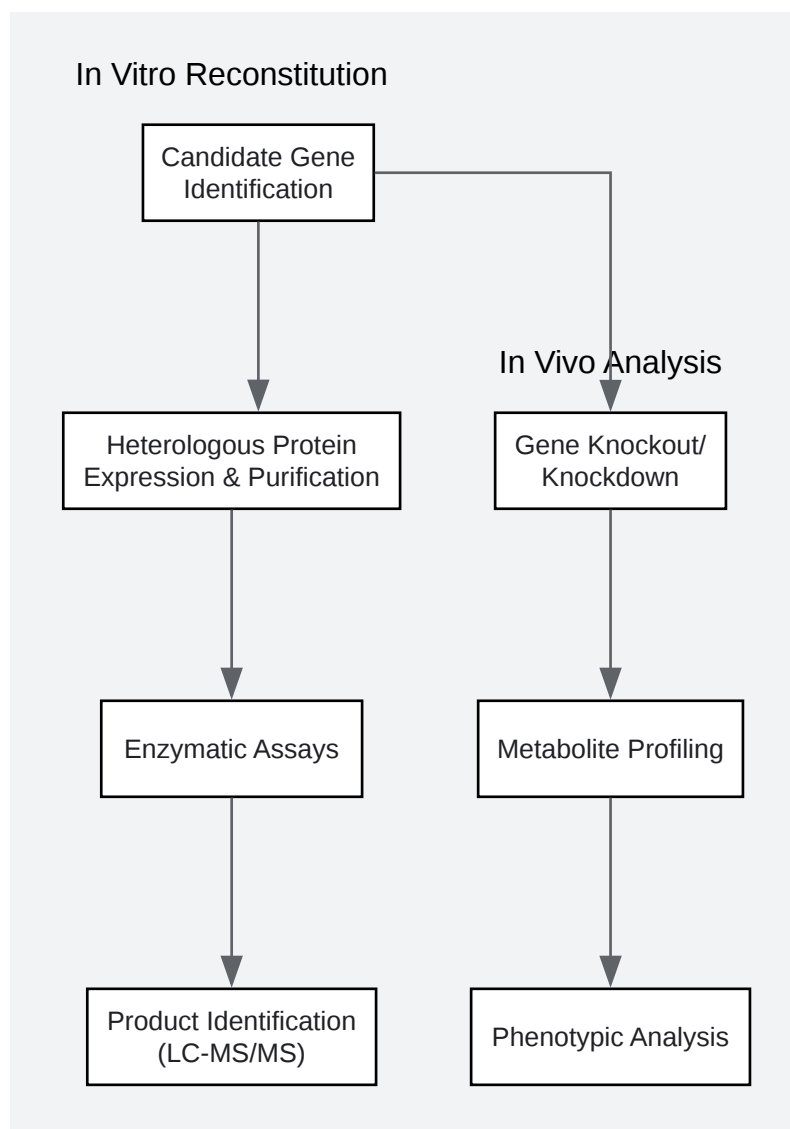 In Vitro Reconstitution
Candidate Gene
Identification
In Vivo Analysis
Heterologous Protein
Expression & Purification
Gene Knockout/
Knockdown
Enzymatic Assays
Metabolite Profiling
Product Identification
(LC-MS/MS)
Phenotypic Analysis